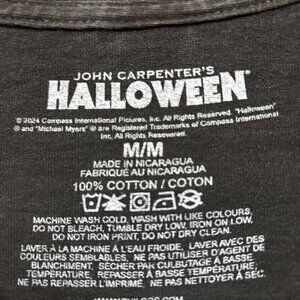 JOHN CARPENTER'S
HALLOWEEN®
© 2024 Compass International Pictures, Inc. All Rights Reserved. "Halloween"
® and "Michael Myers" ® are Registered Trademarks of Compass International
Inc. All Rights Reserved.
M/M
MADE IN NICARAGUA
FABRIQUÉ AU NICARAGUA
100% COTTON / COTON
MACHINE WASH COLD, WASH WITH LIKE COLOURS,
DO NOT BLEACH, TUMBLE DRY LOW, IRON ON LOW.
DO NOT IRON PRINT, DO NOT DRY CLEAN.
LAVER À LA MACHINE À L'EAU FROIDE, LAVER AVEC DES
COULEURS SEMBLABLES, NE PAS UTILISER D'AGENT DE
BLANCHIMENT, SÉCHER PAR CULBUTAGE À BASSE
TEMPÉRATURE, REPASSER À BASSE TEMPÉRATURE,
NE PAS REPASSER L'IMPRIMÉ, NE PAS NETTOYER À SEC.